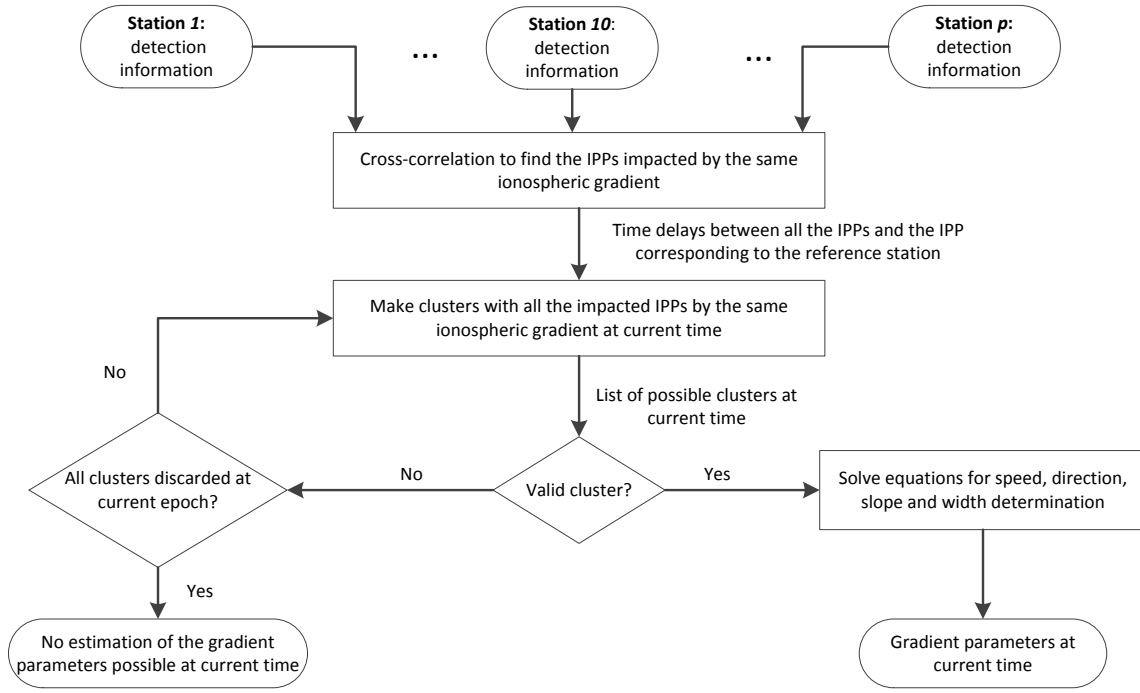 Station 1:
detection
information
...
Station 10:
detection
information
...
Station p:
detection
information
Cross-correlation to find the IPPs impacted by the same
ionospheric gradient
Time delays between all the IPPs and the IPP
corresponding to the reference station
Make clusters with all the impacted IPPs by the same
ionospheric gradient at current time
No
List of possible clusters at
current time
All clusters discarded at
current epoch?
No
Valid cluster?
Yes
Solve equations for speed, direction,
slope and width determination
Yes
No estimation of the gradient
parameters possible at current time
Gradient parameters at
current time